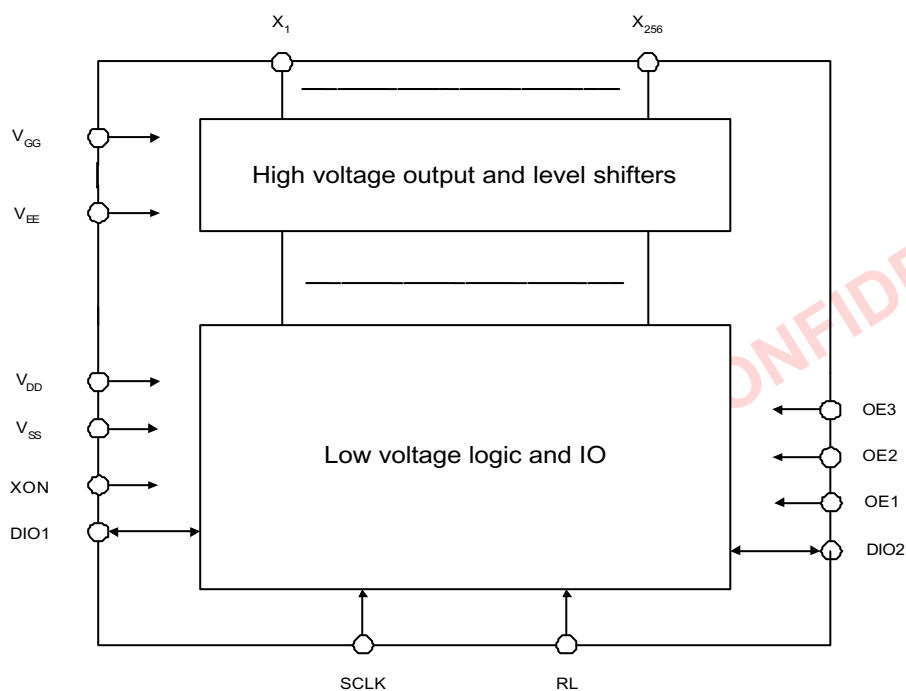 X1 X256
VGG
High voltage output and level shifters
VEE
VDD
OE3
VSS
Low voltage logic and IO
OE2
XON
OE1
DIO1
DIO2
SCLK RL